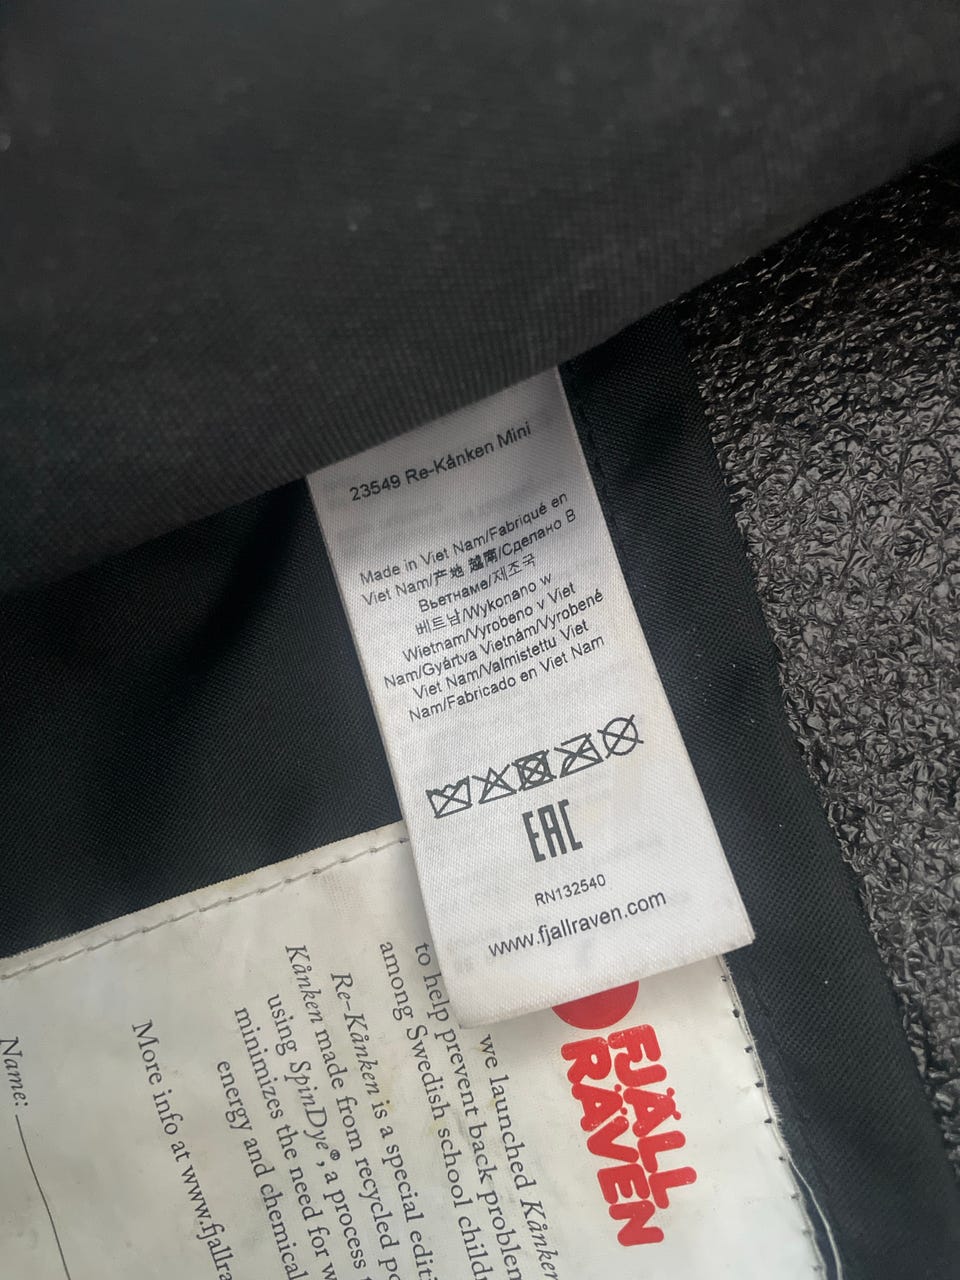 23549 Re-Kånken Mini
Made in Viet Nam/Fabriqué en
Viet Nam/产地 越南/Сделано В
Вьетнаме/제조국
베트남/Wykonano w
Wietnam/Vyrobeno v Viet
Nam/Gyártva Vietnám/Vyrobené
Viet Nam/Valmistettu Viet
Nam/Fabricado en Viet Nam
EAC
RN132540
www.fjallraven.com
FJÄLL
RÄVEN
we launched Kånken
to help prevent back problem
among Swedish school childr
Re-Kånken is a special editi
Kånken made from recycled po
using SpinDye®, a process
minimizes the need for w
energy and chemical
More info at www.fjallra
Name: